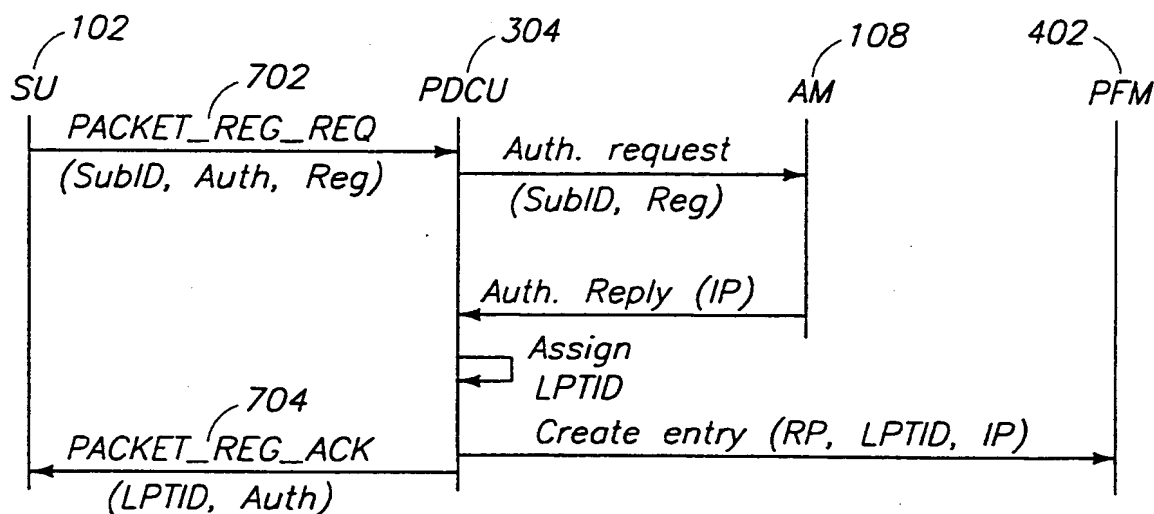 102 304 108 402
SU PDCU AM PFM
702
PACKET_REG_REQ
(SubID, Auth, Reg)
Auth. request
(SubID, Reg)
Auth. Reply (IP)
Assign
LPTID
704
PACKET_REG_ACK
(LPTID, Auth)
Create entry (RP, LPTID, IP)